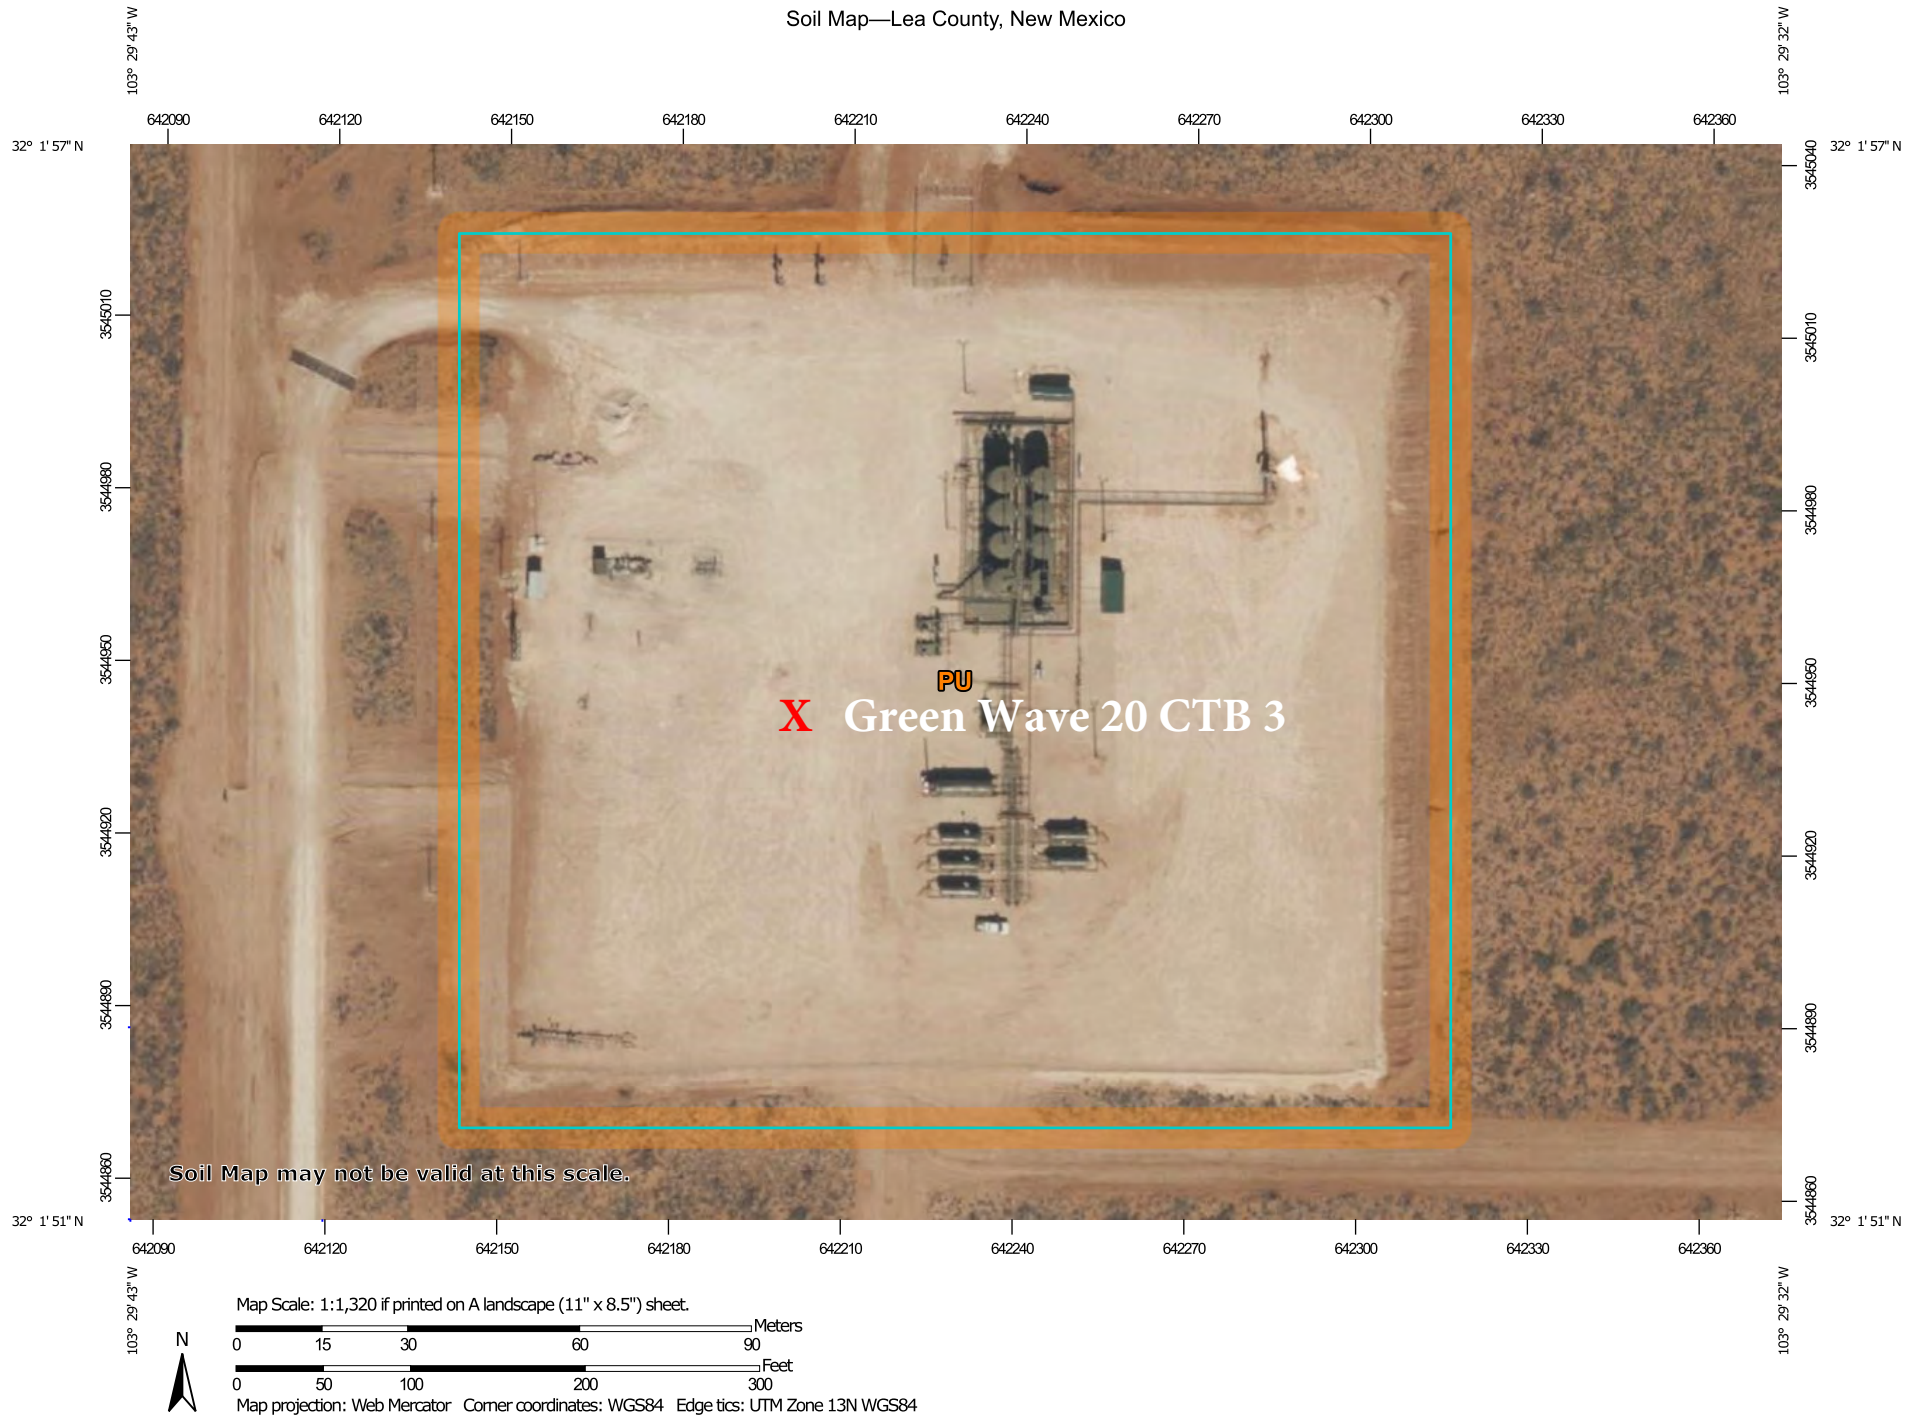 Soil Map—Lea County, New Mexico
103° 29' 43'' W
103° 29' 32'' W
642090 642120 642150 642180 642210 642240 642270 642300 642330 642360
32° 1' 57'' N
32° 1' 57'' N
3545040
3545010
3545010
3544980
3544980
3544950
3544950
PU
X Green Wave 20 CTB 3
3544920
3544920
3544890
3544890
3544860
3544860
Soil Map may not be valid at this scale.
32° 1' 51'' N
32° 1' 51'' N
642090 642120 642150 642180 642210 642240 642270 642300 642330 642360
103° 29' 43'' W
103° 29' 32'' W
Map Scale: 1:1,320 if printed on A landscape (11" x 8.5") sheet.
Meters
0 15 30 60 90
Feet
0 50 100 200 300
N
Map projection: Web Mercator Corner coordinates: WGS84 Edge tics: UTM Zone 13N WGS84